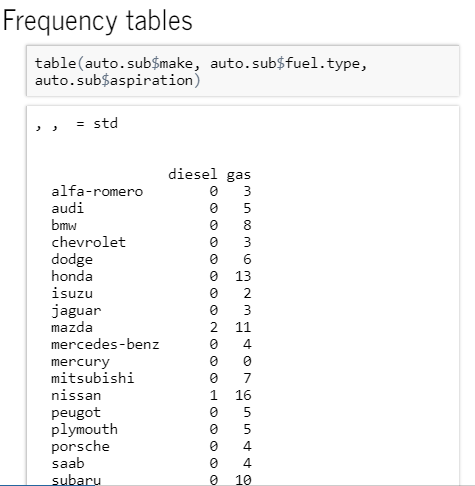 Frequency tables
table(auto.sub$make, auto.sub$fuel.type,
auto.sub$aspiration)
, ,  = std
diesel gas
alfa-romero 0 3
audi 0 5
bmw 0 8
chevrolet 0 3
dodge 0 6
honda 0 13
isuzu 0 2
jaguar 0 3
mazda 2 11
mercedes-benz 0 4
mercury 0 0
mitsubishi 0 7
nissan 1 16
peugot 0 5
plymouth 0 5
porsche 0 4
saab 0 4
subaru 0 10